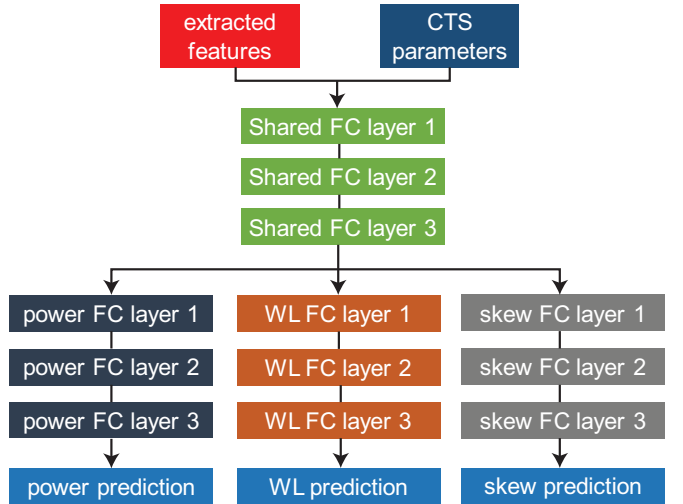 extracted
features
CTS
parameters
Shared FC layer 1
Shared FC layer 2
Shared FC layer 3
power FC layer 1
WL FC layer 1
skew FC layer 1
power FC layer 2
WL FC layer 2
skew FC layer 2
power FC layer 3
WL FC layer 3
skew FC layer 3
power prediction
WL prediction
skew prediction